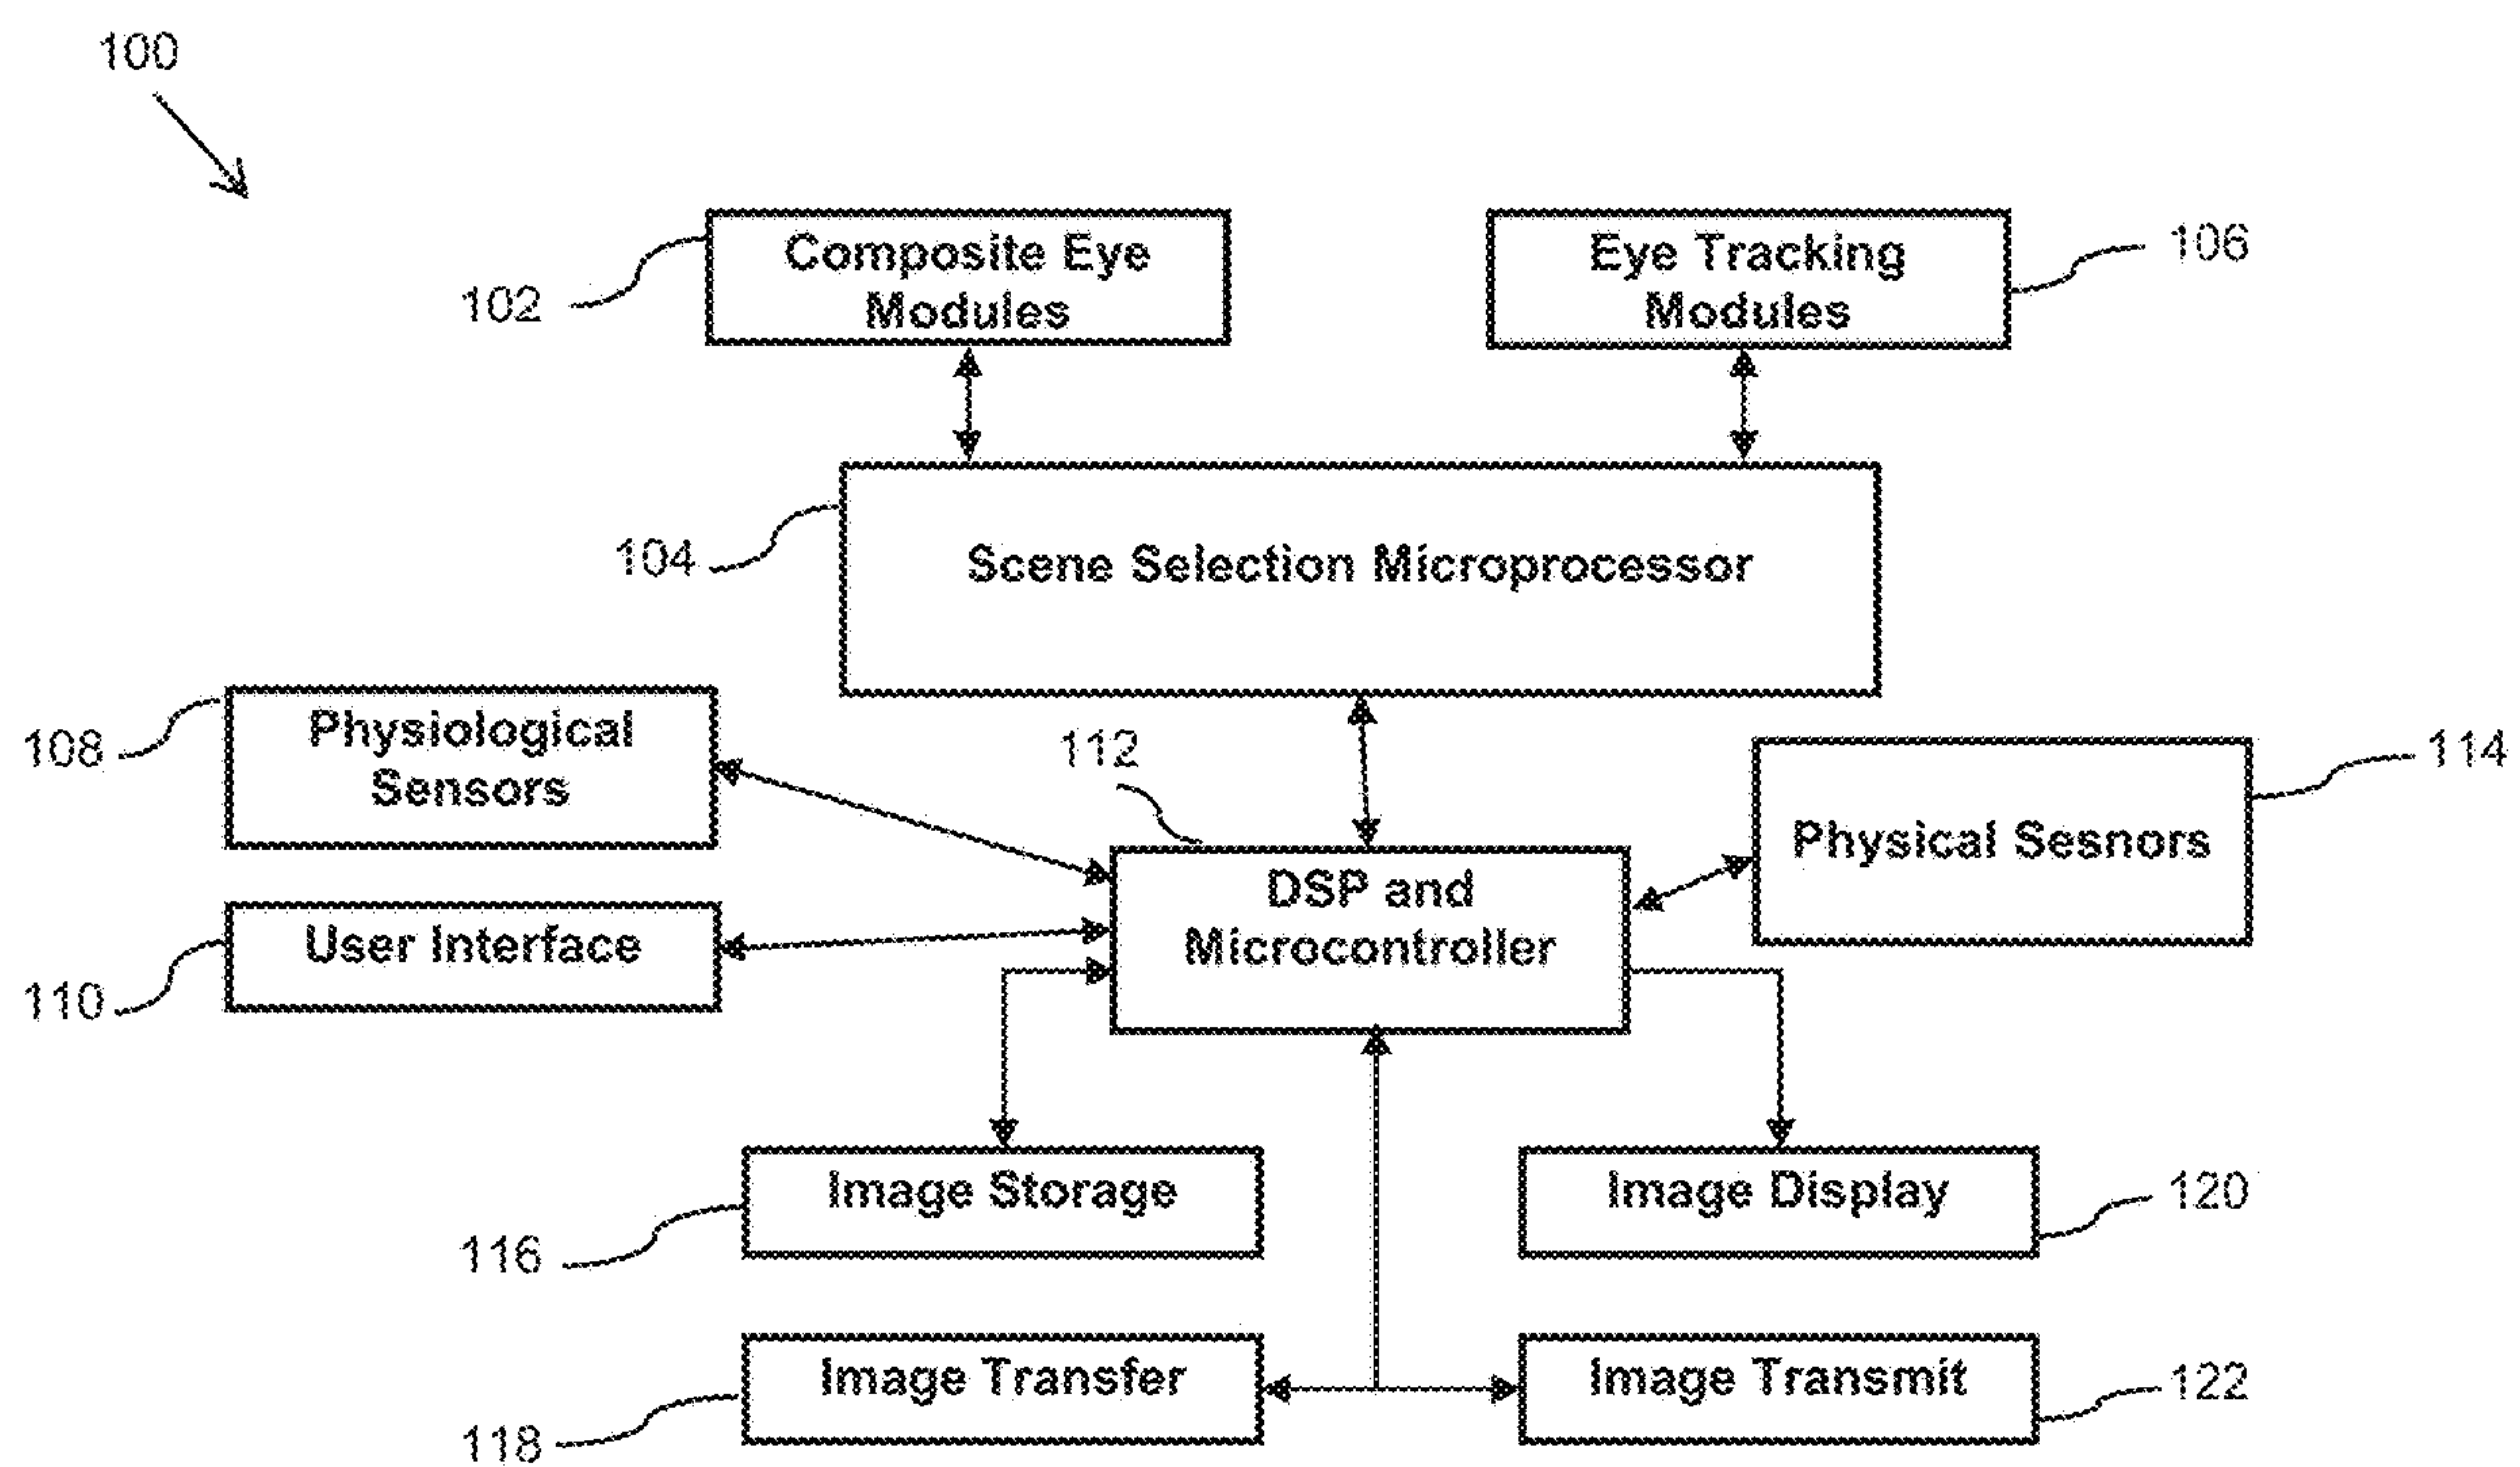 100
Composite Eye
Modules
102
Eye Tracking
Modules
106
Scene Selection Microprocessor
104
Physiological
Sensors
108
112
Physical Sesnors
114
DSP and
Microcontroller
User Interface
110
Image Storage
116
Image Display
120
Image Transfer
118
Image Transmit
122